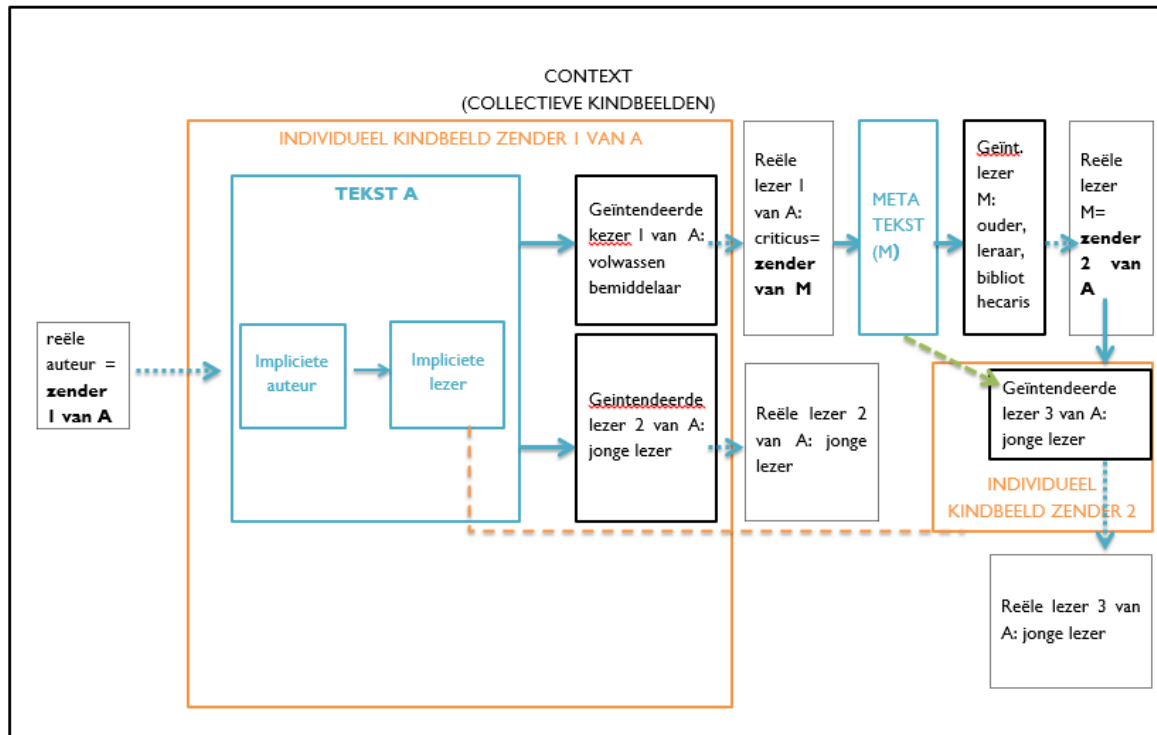 CONTEXT
(COLLECTIEVE KINDBEELDEN)
INDIVIDUEEL KINDBEELD ZENDER 1 VAN A
TEKST A
reële
auteur =
zender
1 van A
Impliciete
auteur
Impliciete
lezer
Geïntendeerde
kezer 1 van A:
volwassen
bemiddelaar
Geintendeerde
lezer 2 van A:
jonge lezer
Reële
lezer 1
van A:
criticus=
zender
van M
META
TEKST
(M)
Geïnt.
lezer
M:
ouder,
leraar,
bibliot
hecaris
Reële
lezer
M=
zender
2 van
A
Reële lezer 2
van A: jonge
lezer
Geïntendeerde
lezer 3 van A:
jonge lezer
INDIVIDUEEL
KINDBEELD ZENDER 2
Reële lezer 3 van
A: jonge lezer